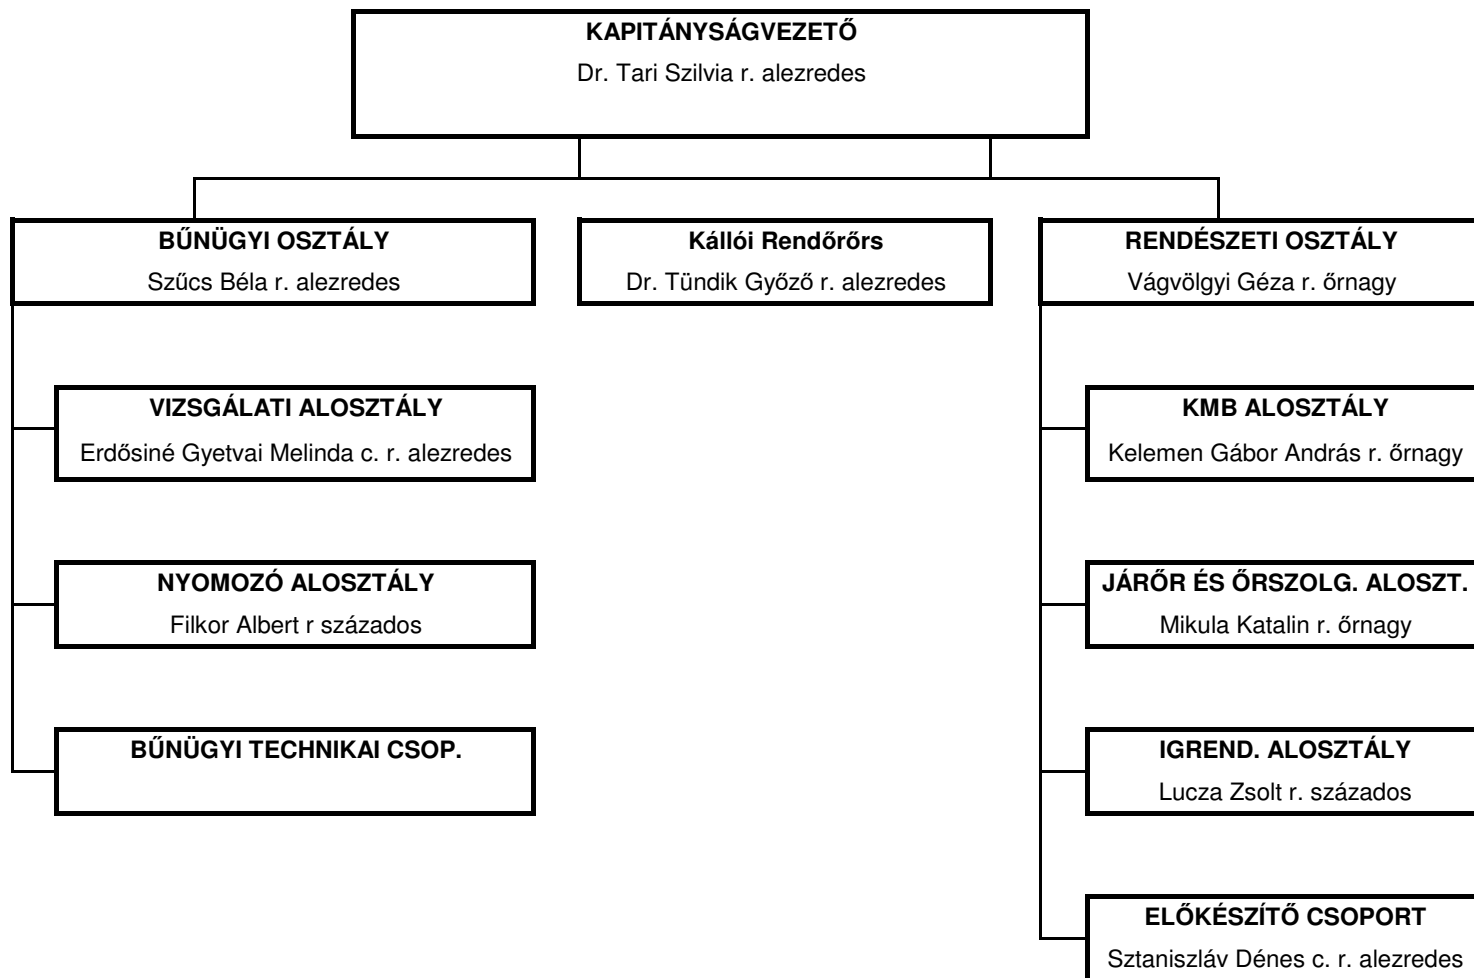 KAPITÁNYSÁGVEZETŐ
Dr. Tari Szilvia r. alezredes
BŰNÜGYI OSZTÁLY
Szűcs Béla r. alezredes
Kállói Rendőrőrs
Dr. Tündik Győző r. alezredes
RENDÉSZETI OSZTÁLY
Vágvölgyi Géza r. őrnagy
VIZSGÁLATI ALOSZTÁLY
Erdősiné Gyetvai Melinda c. r. alezredes
KMB ALOSZTÁLY
Kelemen Gábor András r. őrnagy
NYOMOZÓ ALOSZTÁLY
Filkor Albert r százados
JÁRŐR ÉS ŐRSZOLG. ALOSZT.
Mikula Katalin r. őrnagy
BŰNÜGYI TECHNIKAI CSOP.
IGREND. ALOSZTÁLY
Lucza Zsolt r. százados
ELŐKÉSZÍTŐ CSOPORT
Sztaniszláv Dénes c. r. alezredes